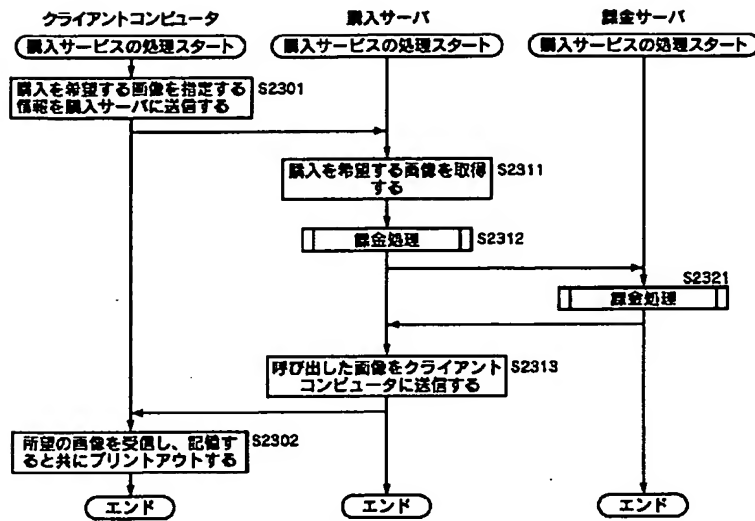 クライアントコンピュータ
購入サーバ
課金サーバ
購入サービスの処理スタート
購入サービスの処理スタート
購入サービスの処理スタート
購入を希望する画像を指定する
情報を購入サーバに送信する
S2301
購入を希望する画像を取得
する
S2311
課金処理
S2312
S2321
課金処理
呼び出した画像をクライアント
コンピュータに送信する
S2313
所望の画像を受信し、記憶す
ると共にプリントアウトする
S2302
エンド
エンド
エンド